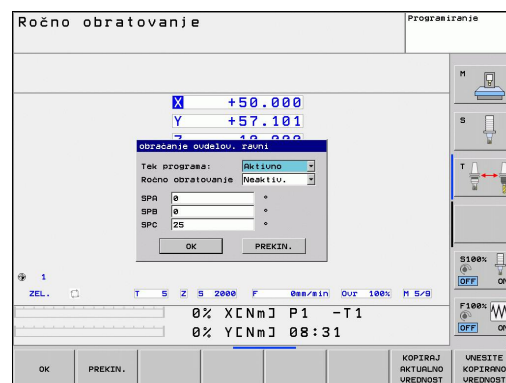 Ročno obratovanje
Programiranje
M
X +50.000
Y +57.101
S
obračanje ovdelov. ravni
T
Tek programa: Aktivno
Ročno obratovanje Neaktiv.
SPA 0 °
SPB 0 °
SPC 25 °
OK PREKIN.
S100%
OFF ON
1
ZEL. T 5 Z S 2000 F 0mm/min Ovr 100% M 5/9
0% X[Nm] P1 -T1
0% Y[Nm] 08:31
F100%
OFF ON
OK PREKIN. KOPIRAJ AKTUALNO VREDNOST VNESITE KOPIRANO VREDNOST